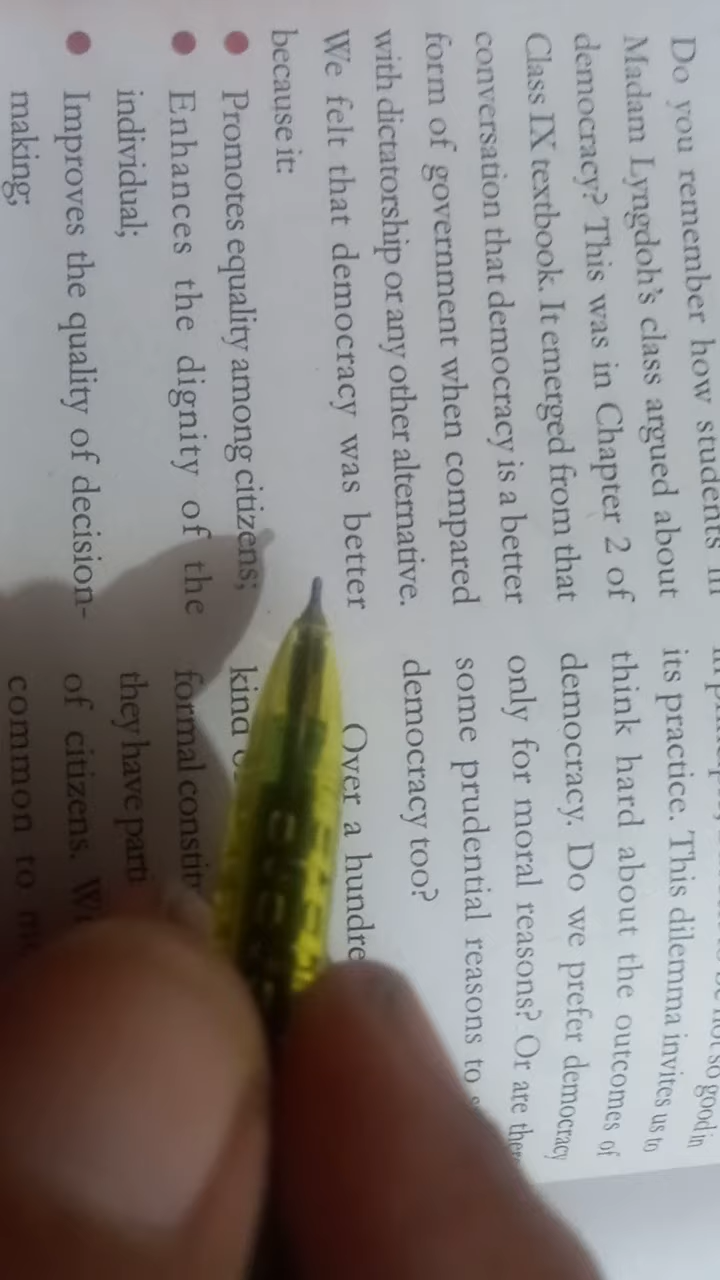 Do you remember how students in
Madam Lyngdoh's class argued about
democracy? This was in Chapter 2 of
Class IX textbook. It emerged from that
conversation that democracy is a better
form of government when compared
with dictatorship or any other alternative.
We felt that democracy was better
because it:
● Promotes equality among citizens;
● Enhances the dignity of the
individual;
● Improves the quality of decision-
making;
not so good in
its practice. This dilemma invites us to
think hard about the outcomes of
democracy. Do we prefer democracy
only for moral reasons? Or are there
some prudential reasons to
democracy too?
Over a
kind
formal
they have
of citizens.
common to